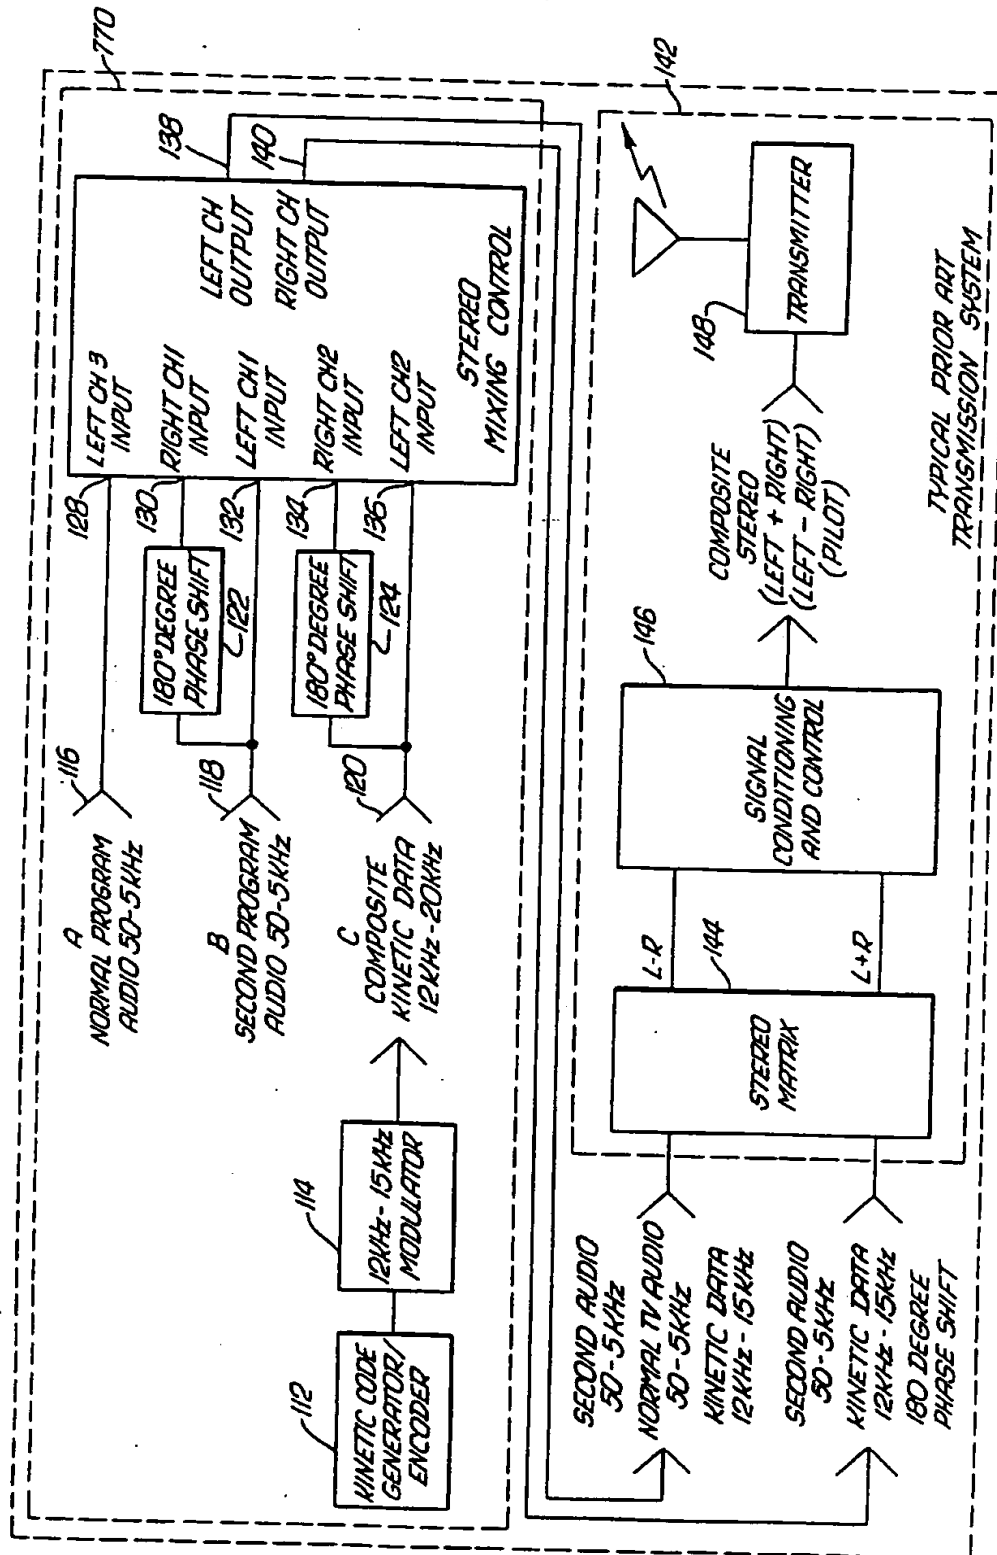 770
A
NORMAL PROGRAM
AUDIO 50-5KHz
116
128
LEFT CH 3
INPUT
B
SECOND PROGRAM
AUDIO 50-5KHz
118
180° DEGREE
PHASE SHIFT
122
130
RIGHT CH1
INPUT
132
LEFT CH1
INPUT
KINETIC CODE
GENERATOR/
ENCODER
112
12KHz-15KHz
MODULATOR
114
C
COMPOSITE
KINETIC DATA
12KHz-20KHz
120
180° DEGREE
PHASE SHIFT
124
134
RIGHT CH2
INPUT
136
LEFT CH2
INPUT
LEFT CH
OUTPUT
RIGHT CH
OUTPUT
STEREO
MIXING CONTROL
138
140
142
SECOND AUDIO
50-5KHz
NORMAL TV AUDIO
50-5KHz
KINETIC DATA
12KHz-15KHz
SECOND AUDIO
50-5KHz
KINETIC DATA
12KHz-15KHz
180 DEGREE
PHASE SHIFT
STEREO
MATRIX
144
L-R
L+R
SIGNAL
CONDITIONING
AND CONTROL
146
COMPOSITE
STEREO
(LEFT + RIGHT)
(LEFT - RIGHT)
(PILOT)
148
TRANSMITTER
TYPICAL PRIOR ART
TRANSMISSION SYSTEM